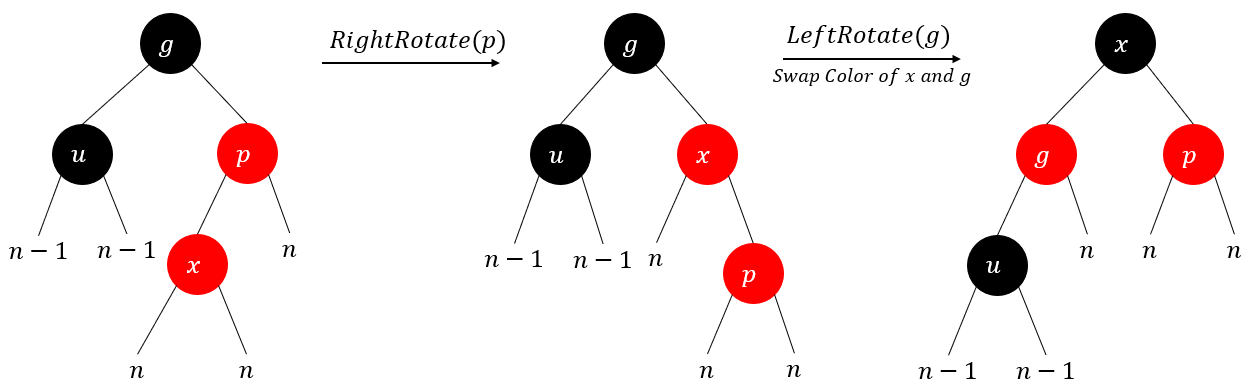 g
RightRotate(p)
g
LeftRotate(g)
Swap Color of x and g
x
u
p
u
x
g
p
n − 1
n − 1
n
n − 1
n − 1
n
n
n
n
x
p
u
n
n
n
n
n − 1
n − 1